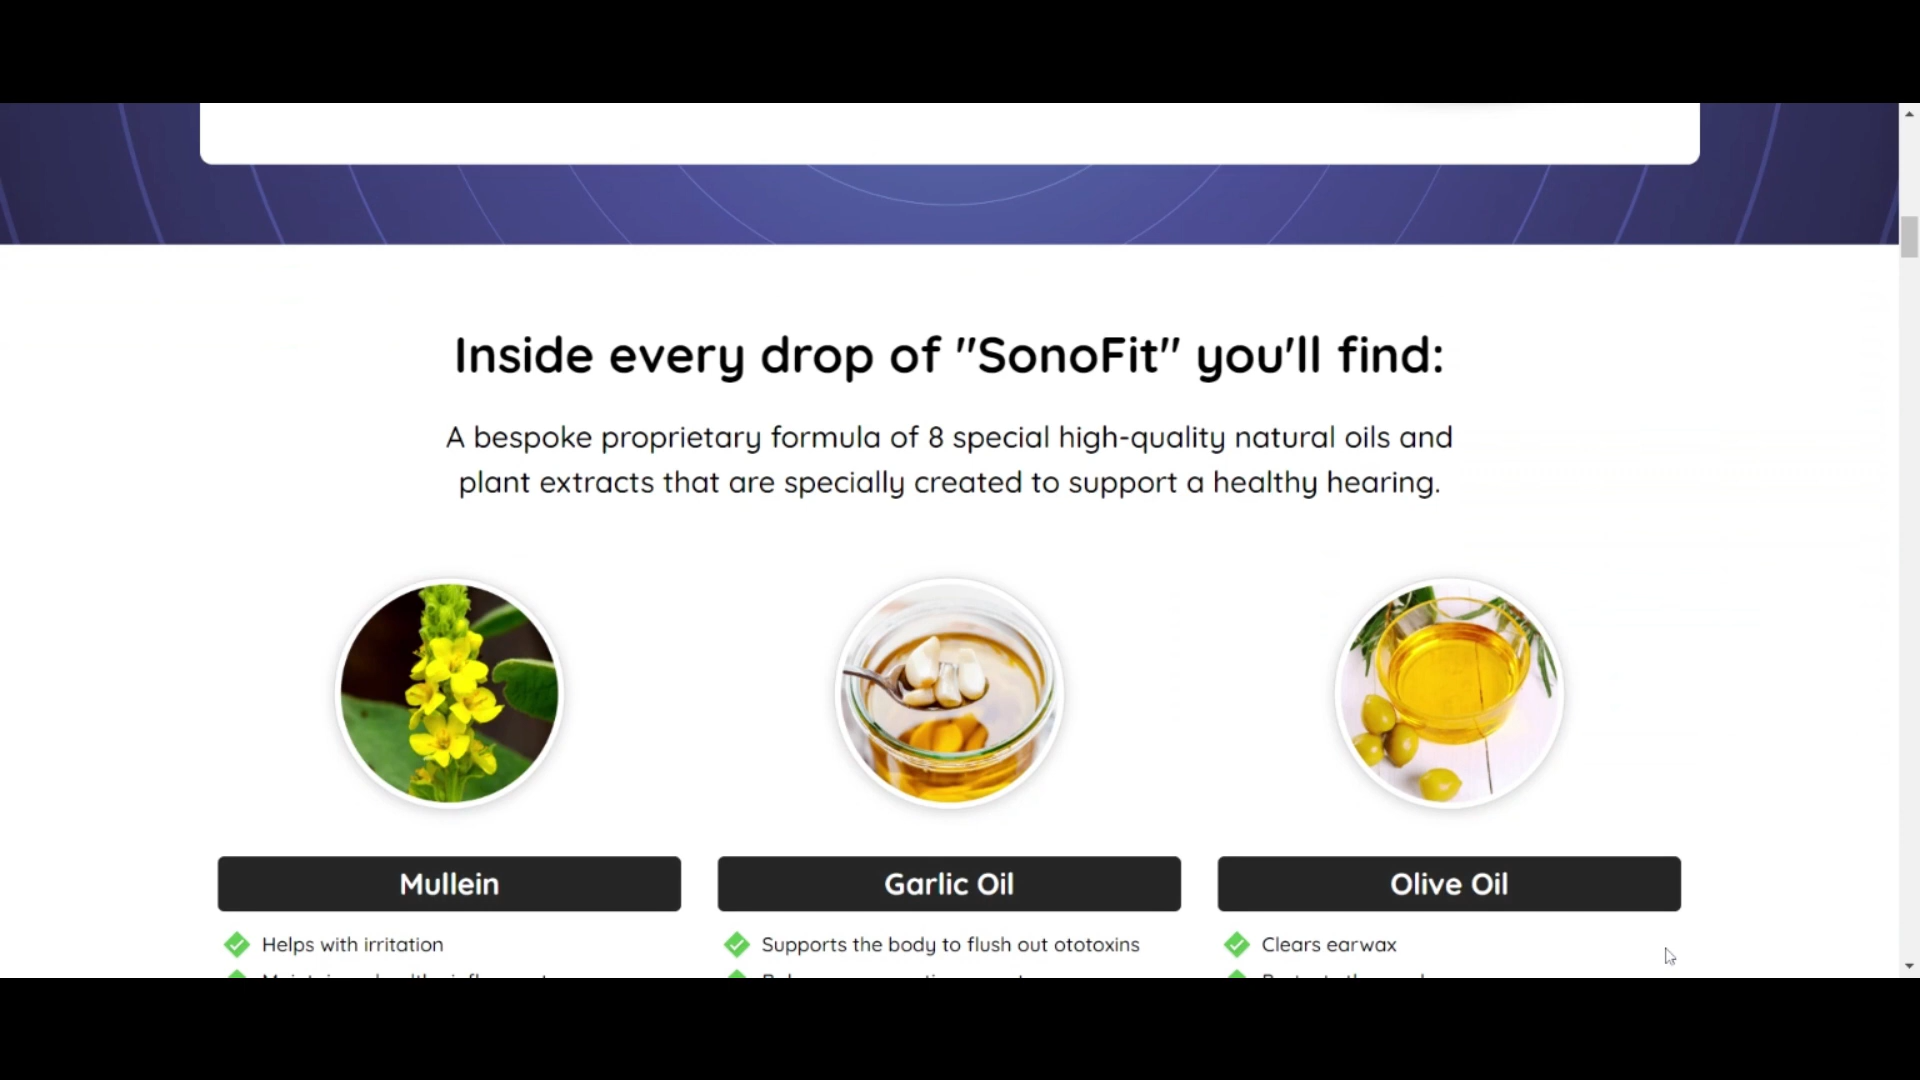 Inside every drop of "SonoFit" you'll find:
A bespoke proprietary formula of 8 special high-quality natural oils and
plant extracts that are specially created to support a healthy hearing.
Mullein
Garlic Oil
Olive Oil
Helps with irritation
Supports the body to flush out ototoxins
Clears earwax